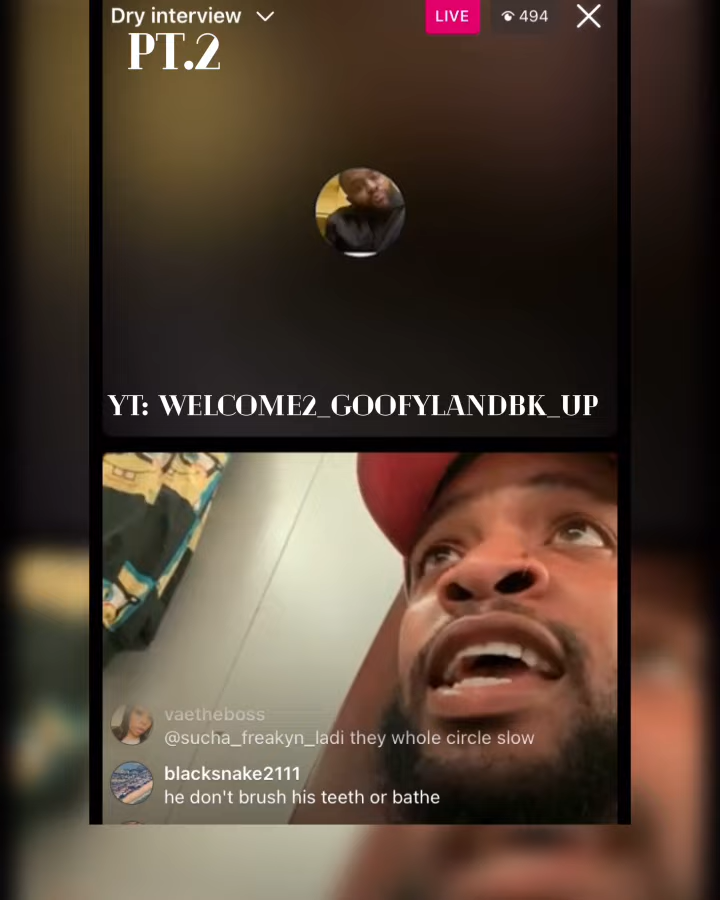 Dry interview
LIVE
494
PT.2
YT: WELCOME2_GOOFYLANDBK_UP
vaetheboss
@sucha_freakyn_ladi they whole circle slow
blacksnake2111
he don't brush his teeth or bathe